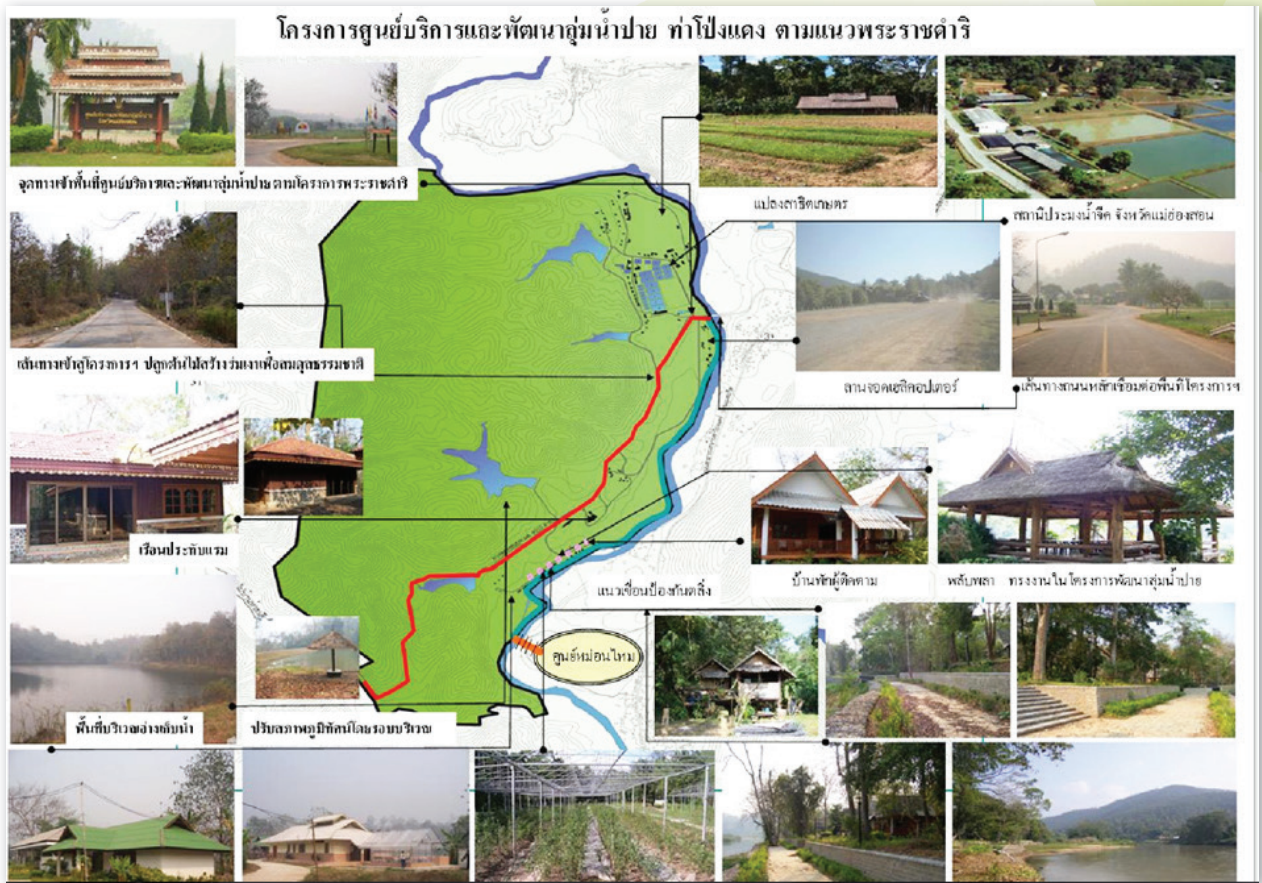 โครงการศูนย์บริการและพัฒนาลุ่มน้ำปาย ท่าโป่งแดง ตามแนวพระราชดำริ
จุดทางเข้าพื้นที่ศูนย์บริการและพัฒนาลุ่มน้ำปาย ตามโครงการพระราชดำริ
แปลงสาธิตเกษตร
สถานีประมงน้ำจืด จังหวัดแม่ฮ่องสอน
เส้นทางเข้าสู่โครงการฯ ปลูกต้นไม้สร้างร่มเงาเพื่อสมดุลธรรมชาติ
ลานจอดเฮลิคอปเตอร์
เส้นทางถนนหลักเชื่อมต่อพื้นที่โครงการฯ
เรือนประทับแรม
บ้านพักผู้ติดตาม
พลับพลา ทรงงานในโครงการพัฒนาลุ่มน้ำปาย
แนวเขื่อนป้องกันตลิ่ง
ศูนย์หม่อนไหม
พื้นที่บริเวณอ่างเก็บน้ำ
ปรับสภาพภูมิทัศน์โดยรอบบริเวณ